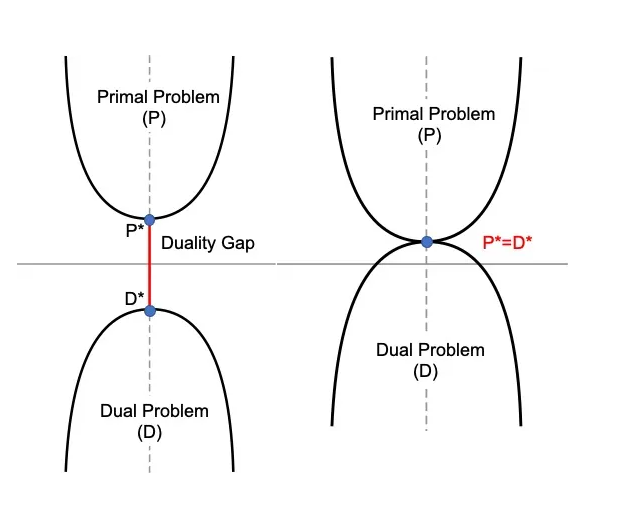 Primal Problem
(P)
P*
Duality Gap
D*
Dual Problem
(D)
Primal Problem
(P)
P*=D*
Dual Problem
(D)